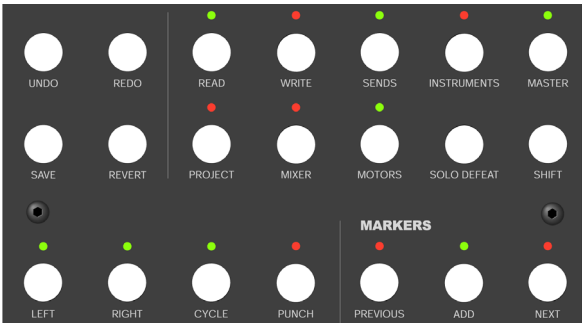 UNDO REDO READ WRITE SENDS INSTRUMENTS MASTER
SAVE REVERT PROJECT MIXER MOTORS SOLO DEFEAT SHIFT
MARKERS
LEFT RIGHT CYCLE PUNCH PREVIOUS ADD NEXT